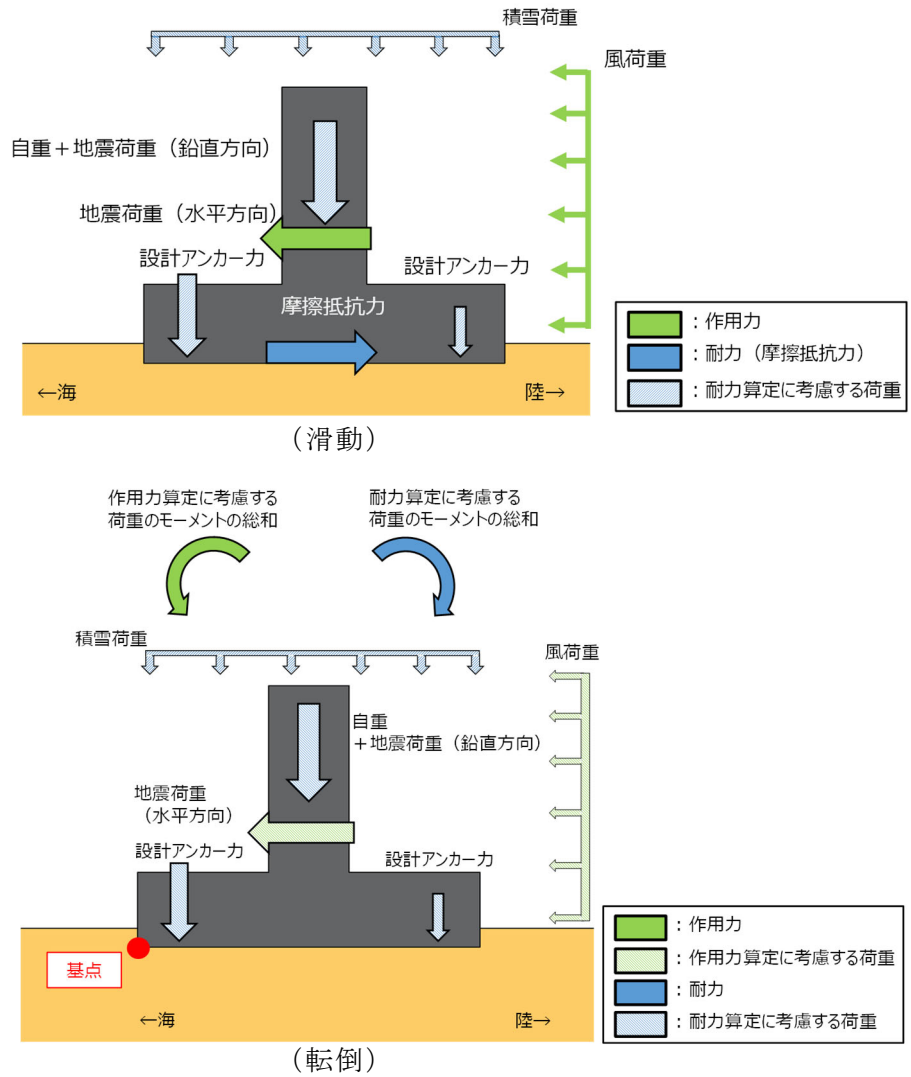 積雪荷重
風荷重
自重+地震荷重(鉛直方向)
地震荷重(水平方向)
設計アンカー力
設計アンカー力
摩擦抵抗力
:作用力
:耐力(摩擦抵抗力)
:耐力算定に考慮する荷重
←海
陸→
(滑動)
作用力算定に考慮する
荷重のモーメントの総和
耐力算定に考慮する
荷重のモーメントの総和
積雪荷重
風荷重
自重
+地震荷重(鉛直方向)
地震荷重
(水平方向)
設計アンカー力
設計アンカー力
基点
:作用力
:作用力算定に考慮する荷重
:耐力
:耐力算定に考慮する荷重
←海
陸→
(転倒)